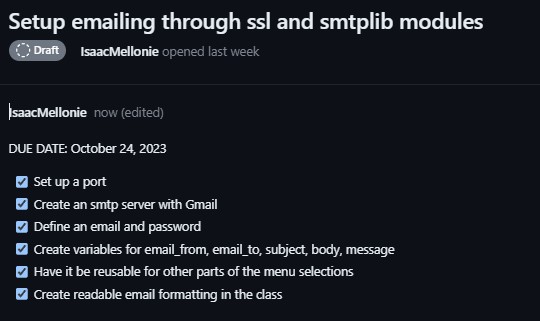 Setup emailing through ssl and smtplib modules
Draft IsaacMellonie opened last week
IsaacMellonie now (edited)
DUE DATE: October 24, 2023
Set up a port
Create an smtp server with Gmail
Define an email and password
Create variables for email_from, email_to, subject, body, message
Have it be reusable for other parts of the menu selections
Create readable email formatting in the class